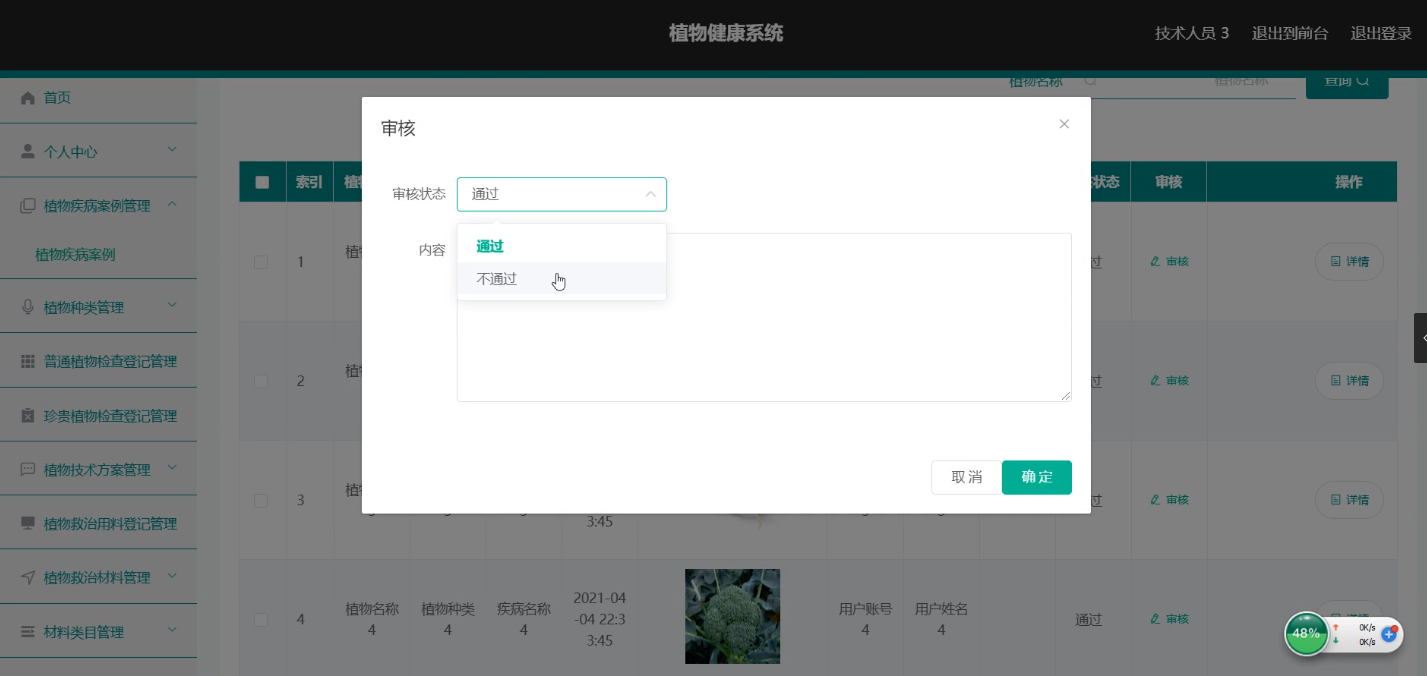 植物健康系统
技术人员 3
退出到前台
退出登录
植物名称
植物名称
查询
首页
个人中心
植物疾病案例管理
植物疾病案例
植物种类管理
普通植物检查登记管理
珍贵植物检查登记管理
植物技术方案管理
植物救治用料登记管理
植物救治材料管理
材料类目管理
索引
审核
操作
审核
审核状态
通过
通过
不通过
内容
取消
确定
1
审核
详情
2
审核
详情
3
3:45
审核
详情
4
植物名称
4
植物种类
4
疾病名称
4
2021-04
-04 22:3
3:45
用户账号
4
用户姓名
4
通过
审核
详情
48%
0K/s
0K/s